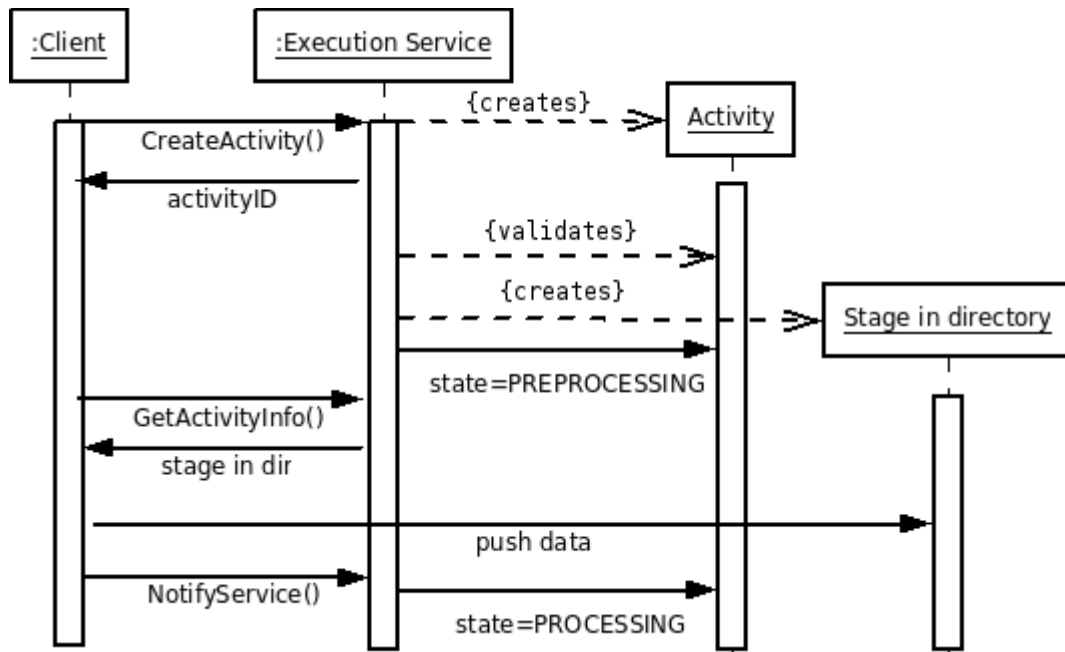 :Client
:Execution Service
{creates}
Activity
CreateActivity()
activityID
{validates}
{creates}
Stage in directory
state=PREPROCESSING
GetActivityInfo()
stage in dir
push data
NotifyService()
state=PROCESSING